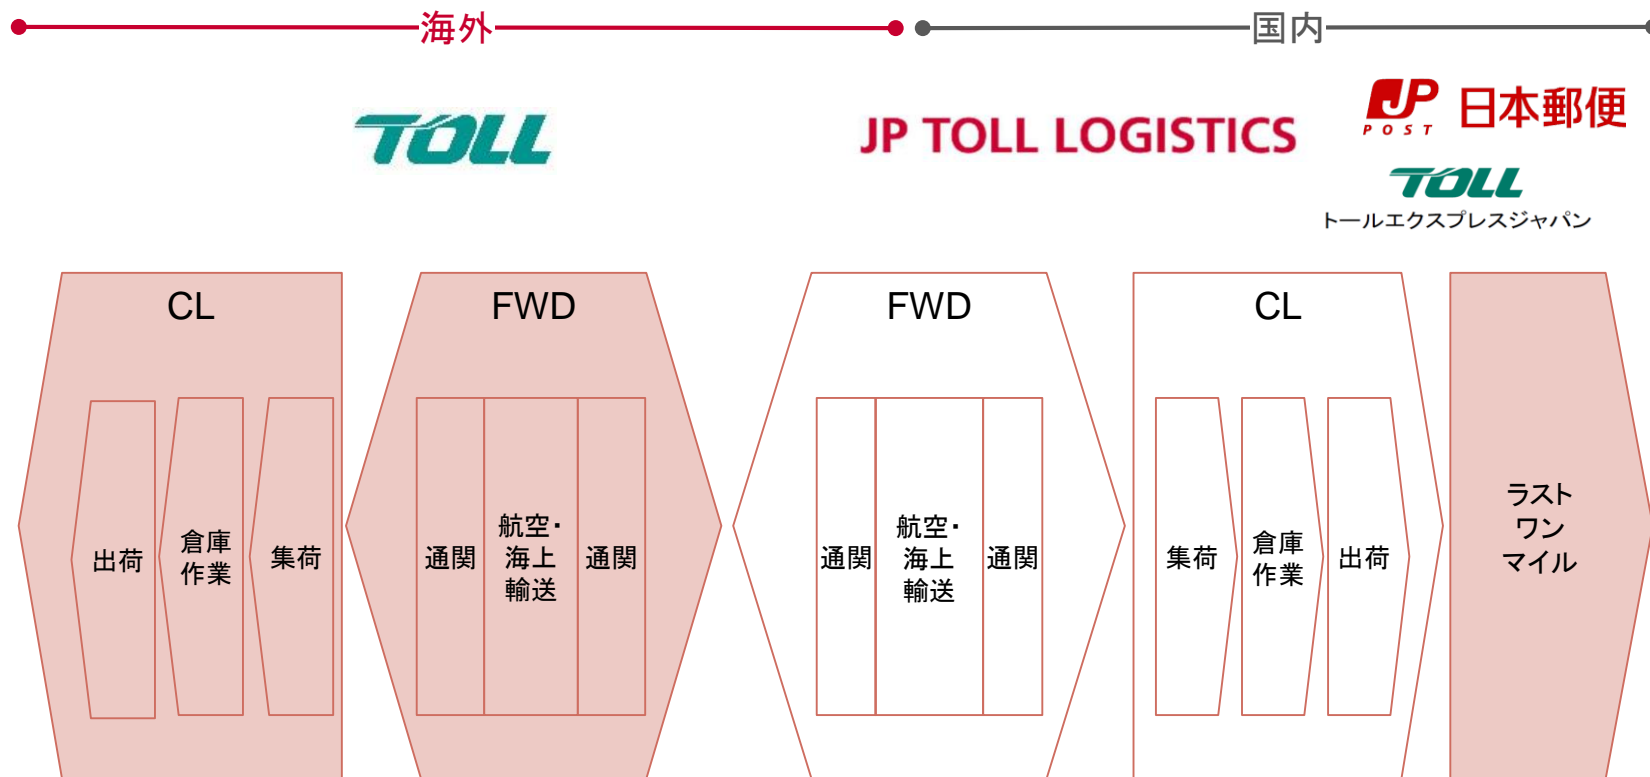 海外
国内
TOLL
JP TOLL LOGISTICS
JP
POST
日本郵便
TOLL
トールエクスプレスジャパン
CL
出荷
倉庫
作業
集荷
FWD
通関
航空・
海上
輸送
通関
FWD
通関
航空・
海上
輸送
通関
CL
集荷
倉庫
作業
出荷
ラスト
ワン
マイル